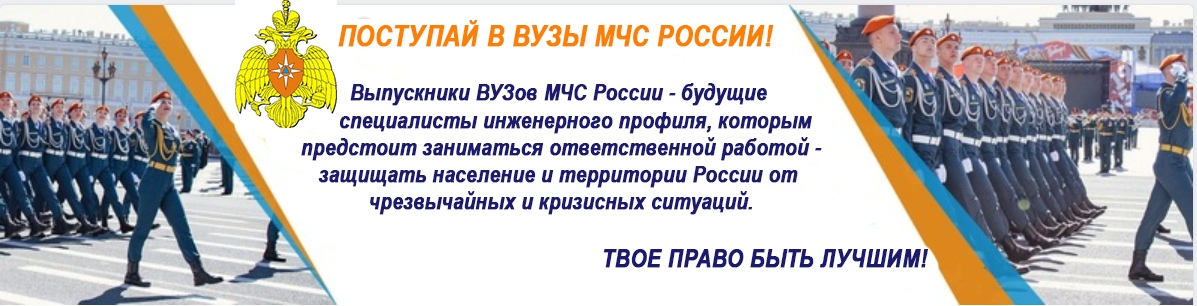 ПОСТУПАЙ В ВУЗЫ МЧС РОССИИ!
Выпускники ВУЗов МЧС России - будущие
специалисты инженерного профиля, которым
предстоит заниматься ответственной работой -
защищать население и территории России от
чрезвычайных и кризисных ситуаций.
ТВОЕ ПРАВО БЫТЬ ЛУЧШИМ!